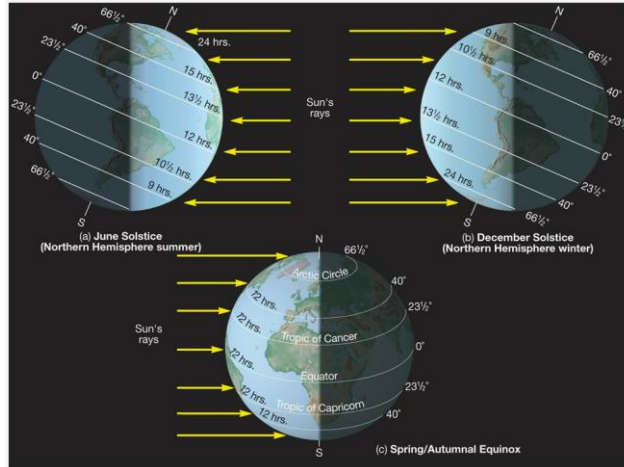 N
66½°
40°
23½°
0°
23½°
40°
66½°
S
24 hrs.
15 hrs.
13½ hrs.
12 hrs.
10½ hrs.
9 hrs.
(a) June Solstice
(Northern Hemisphere summer)
Sun's
rays
N
9 hrs.
10½ hrs.
12 hrs.
13½ hrs.
15 hrs.
24 hrs.
66½°
40°
23½°
0°
23½°
40°
66½°
S
(b) December Solstice
(Northern Hemisphere winter)
Sun's
rays
N
66½°
Arctic Circle
40°
12 hrs.
23½°
12 hrs.
Tropic of Cancer
0°
12 hrs.
Equator
23½°
12 hrs.
Tropic of Capricorn
40°
12 hrs.
S
(c) Spring/Autumnal Equinox